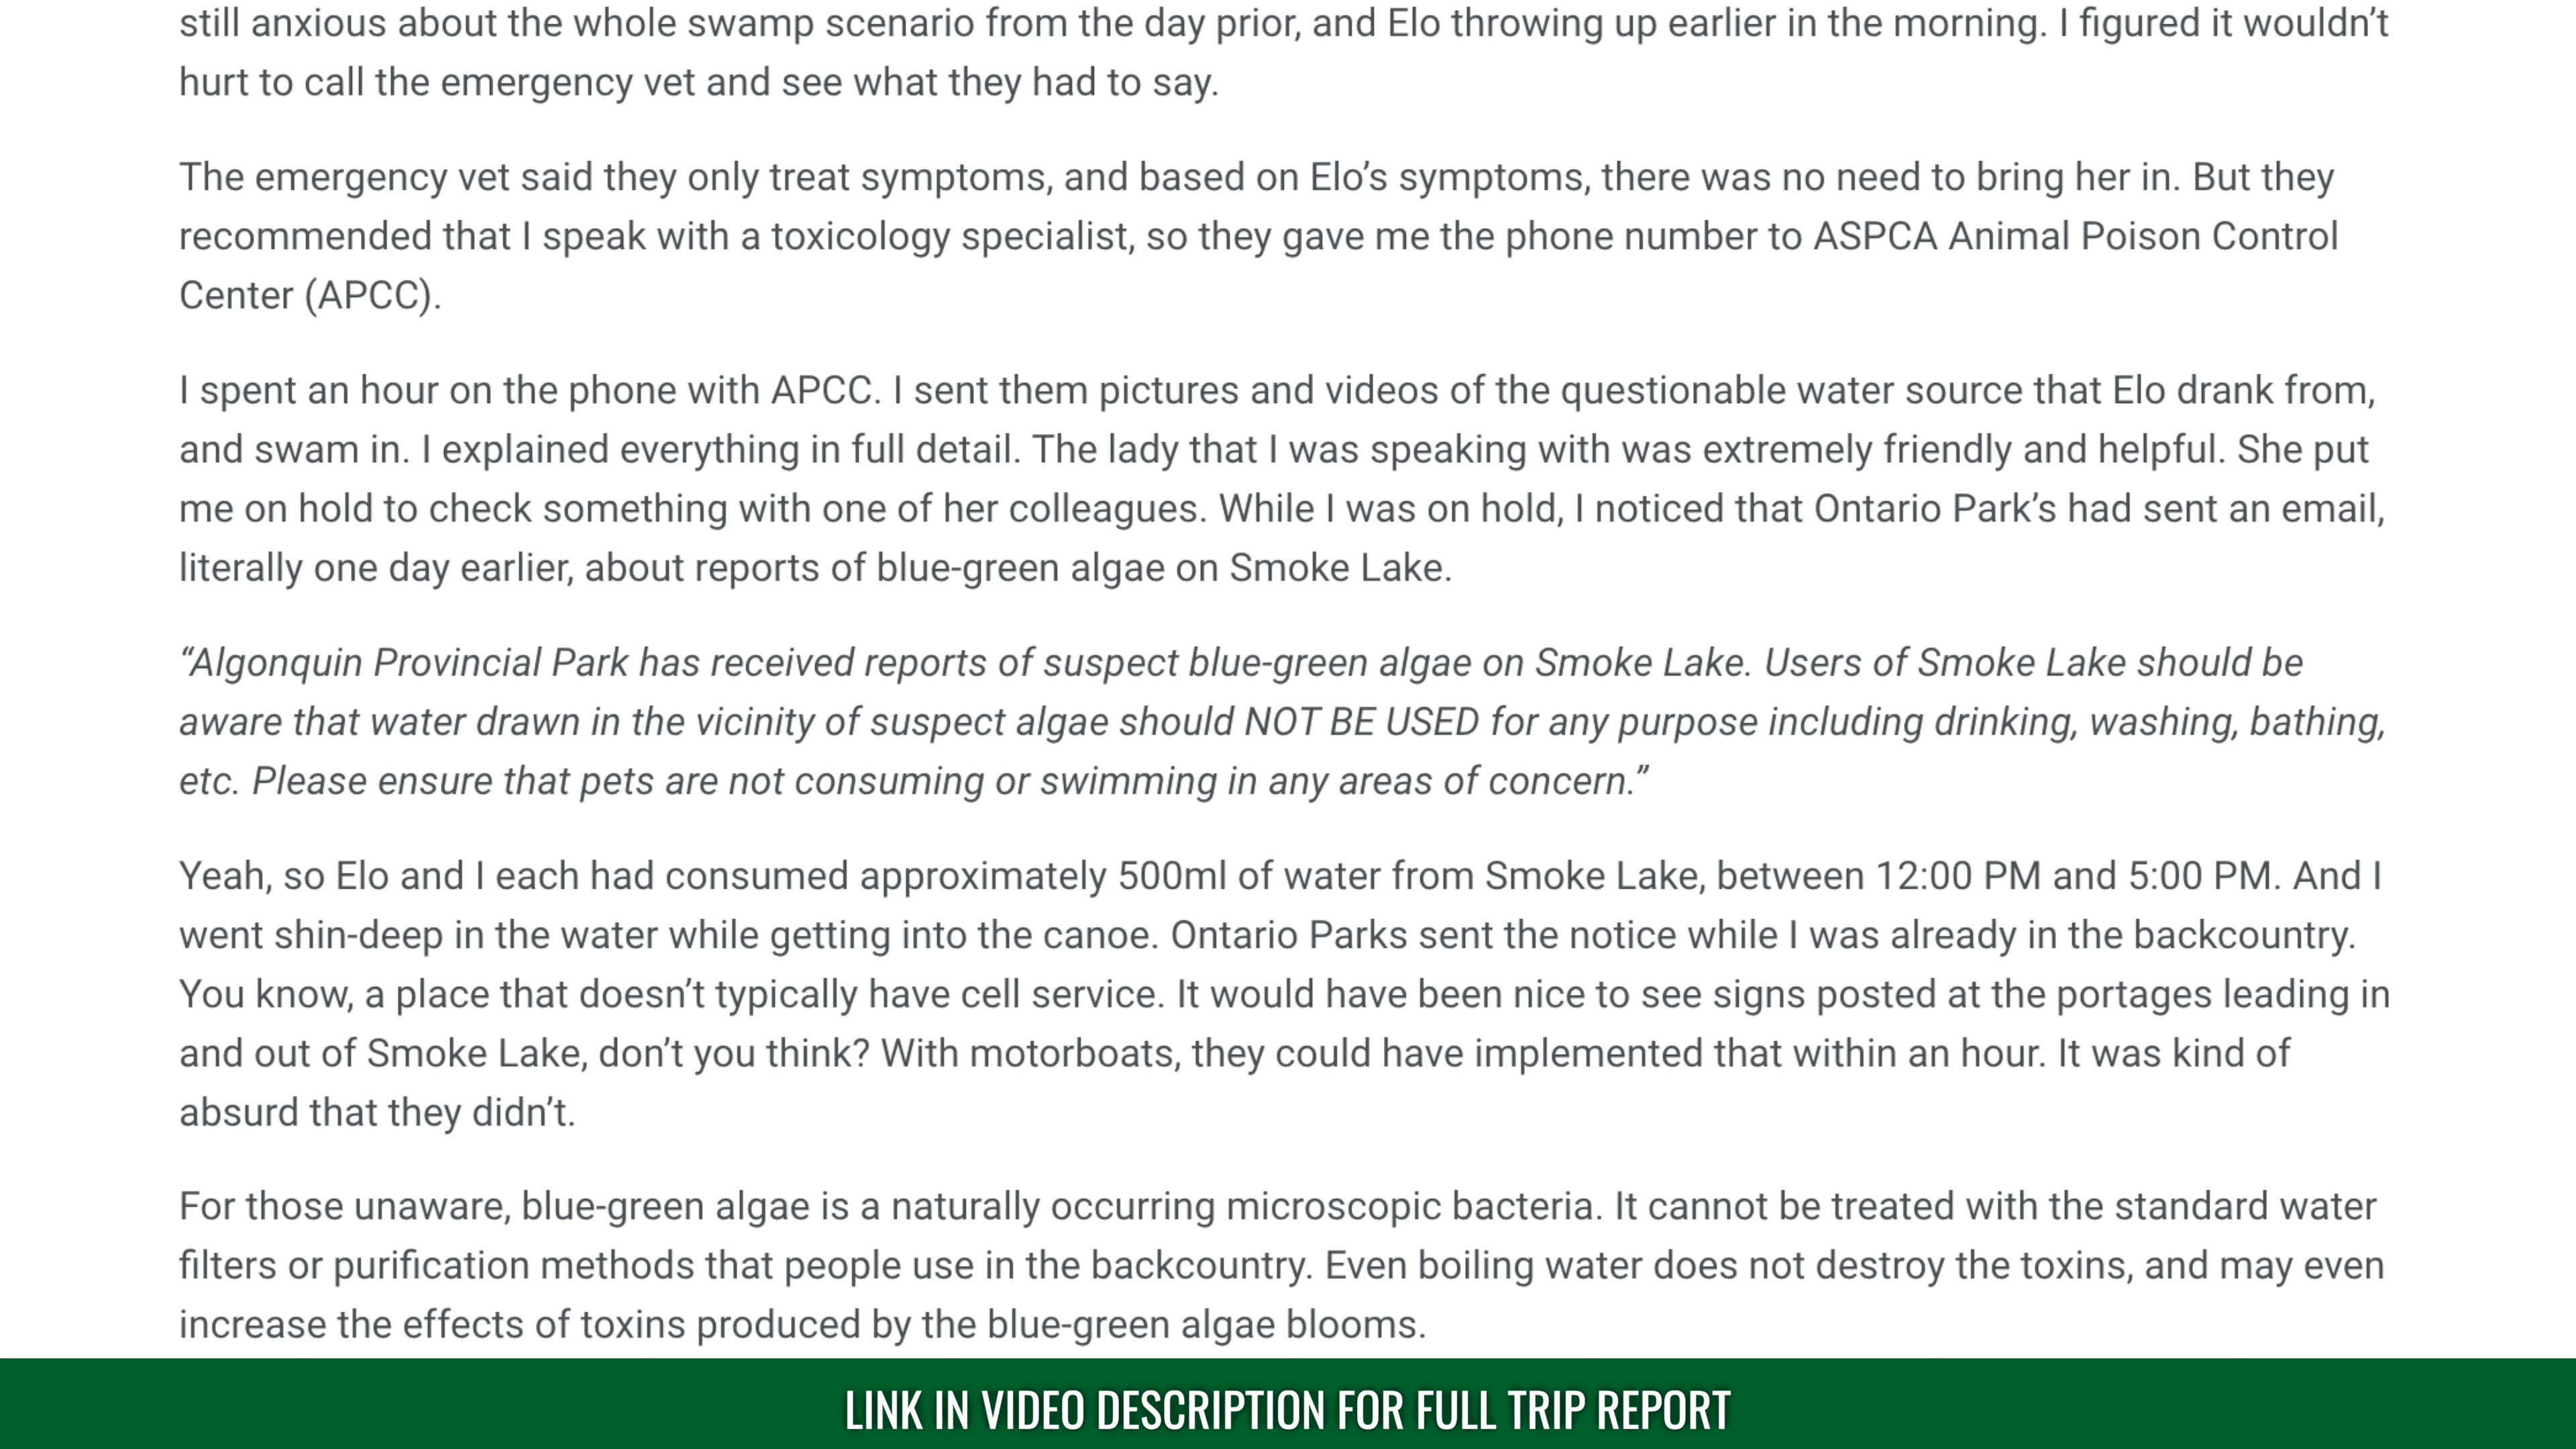 still anxious about the whole swamp scenario from the day prior, and Elo throwing up earlier in the morning. I figured it wouldn’t
hurt to call the emergency vet and see what they had to say.
The emergency vet said they only treat symptoms, and based on Elo’s symptoms, there was no need to bring her in. But they
recommended that I speak with a toxicology specialist, so they gave me the phone number to ASPCA Animal Poison Control
Center (APCC).
I spent an hour on the phone with APCC. I sent them pictures and videos of the questionable water source that Elo drank from,
and swam in. I explained everything in full detail. The lady that I was speaking with was extremely friendly and helpful. She put
me on hold to check something with one of her colleagues. While I was on hold, I noticed that Ontario Park’s had sent an email,
literally one day earlier, about reports of blue-green algae on Smoke Lake.
“Algonquin Provincial Park has received reports of suspect blue-green algae on Smoke Lake. Users of Smoke Lake should be
aware that water drawn in the vicinity of suspect algae should NOT BE USED for any purpose including drinking, washing, bathing,
etc. Please ensure that pets are not consuming or swimming in any areas of concern.”
Yeah, so Elo and I each had consumed approximately 500ml of water from Smoke Lake, between 12:00 PM and 5:00 PM. And I
went shin-deep in the water while getting into the canoe. Ontario Parks sent the notice while I was already in the backcountry.
You know, a place that doesn’t typically have cell service. It would have been nice to see signs posted at the portages leading in
and out of Smoke Lake, don’t you think? With motorboats, they could have implemented that within an hour. It was kind of
absurd that they didn’t.
For those unaware, blue-green algae is a naturally occurring microscopic bacteria. It cannot be treated with the standard water
filters or purification methods that people use in the backcountry. Even boiling water does not destroy the toxins, and may even
increase the effects of toxins produced by the blue-green algae blooms.
LINK IN VIDEO DESCRIPTION FOR FULL TRIP REPORT